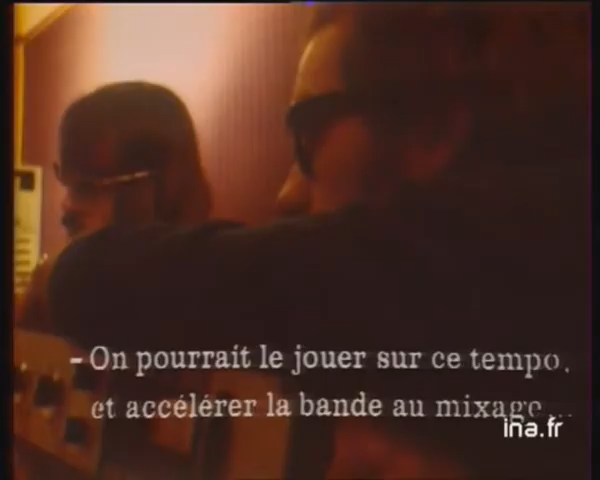 - On pourrait le jouer sur ce tempo,
et accélérer la bande au mixage...
ina.fr